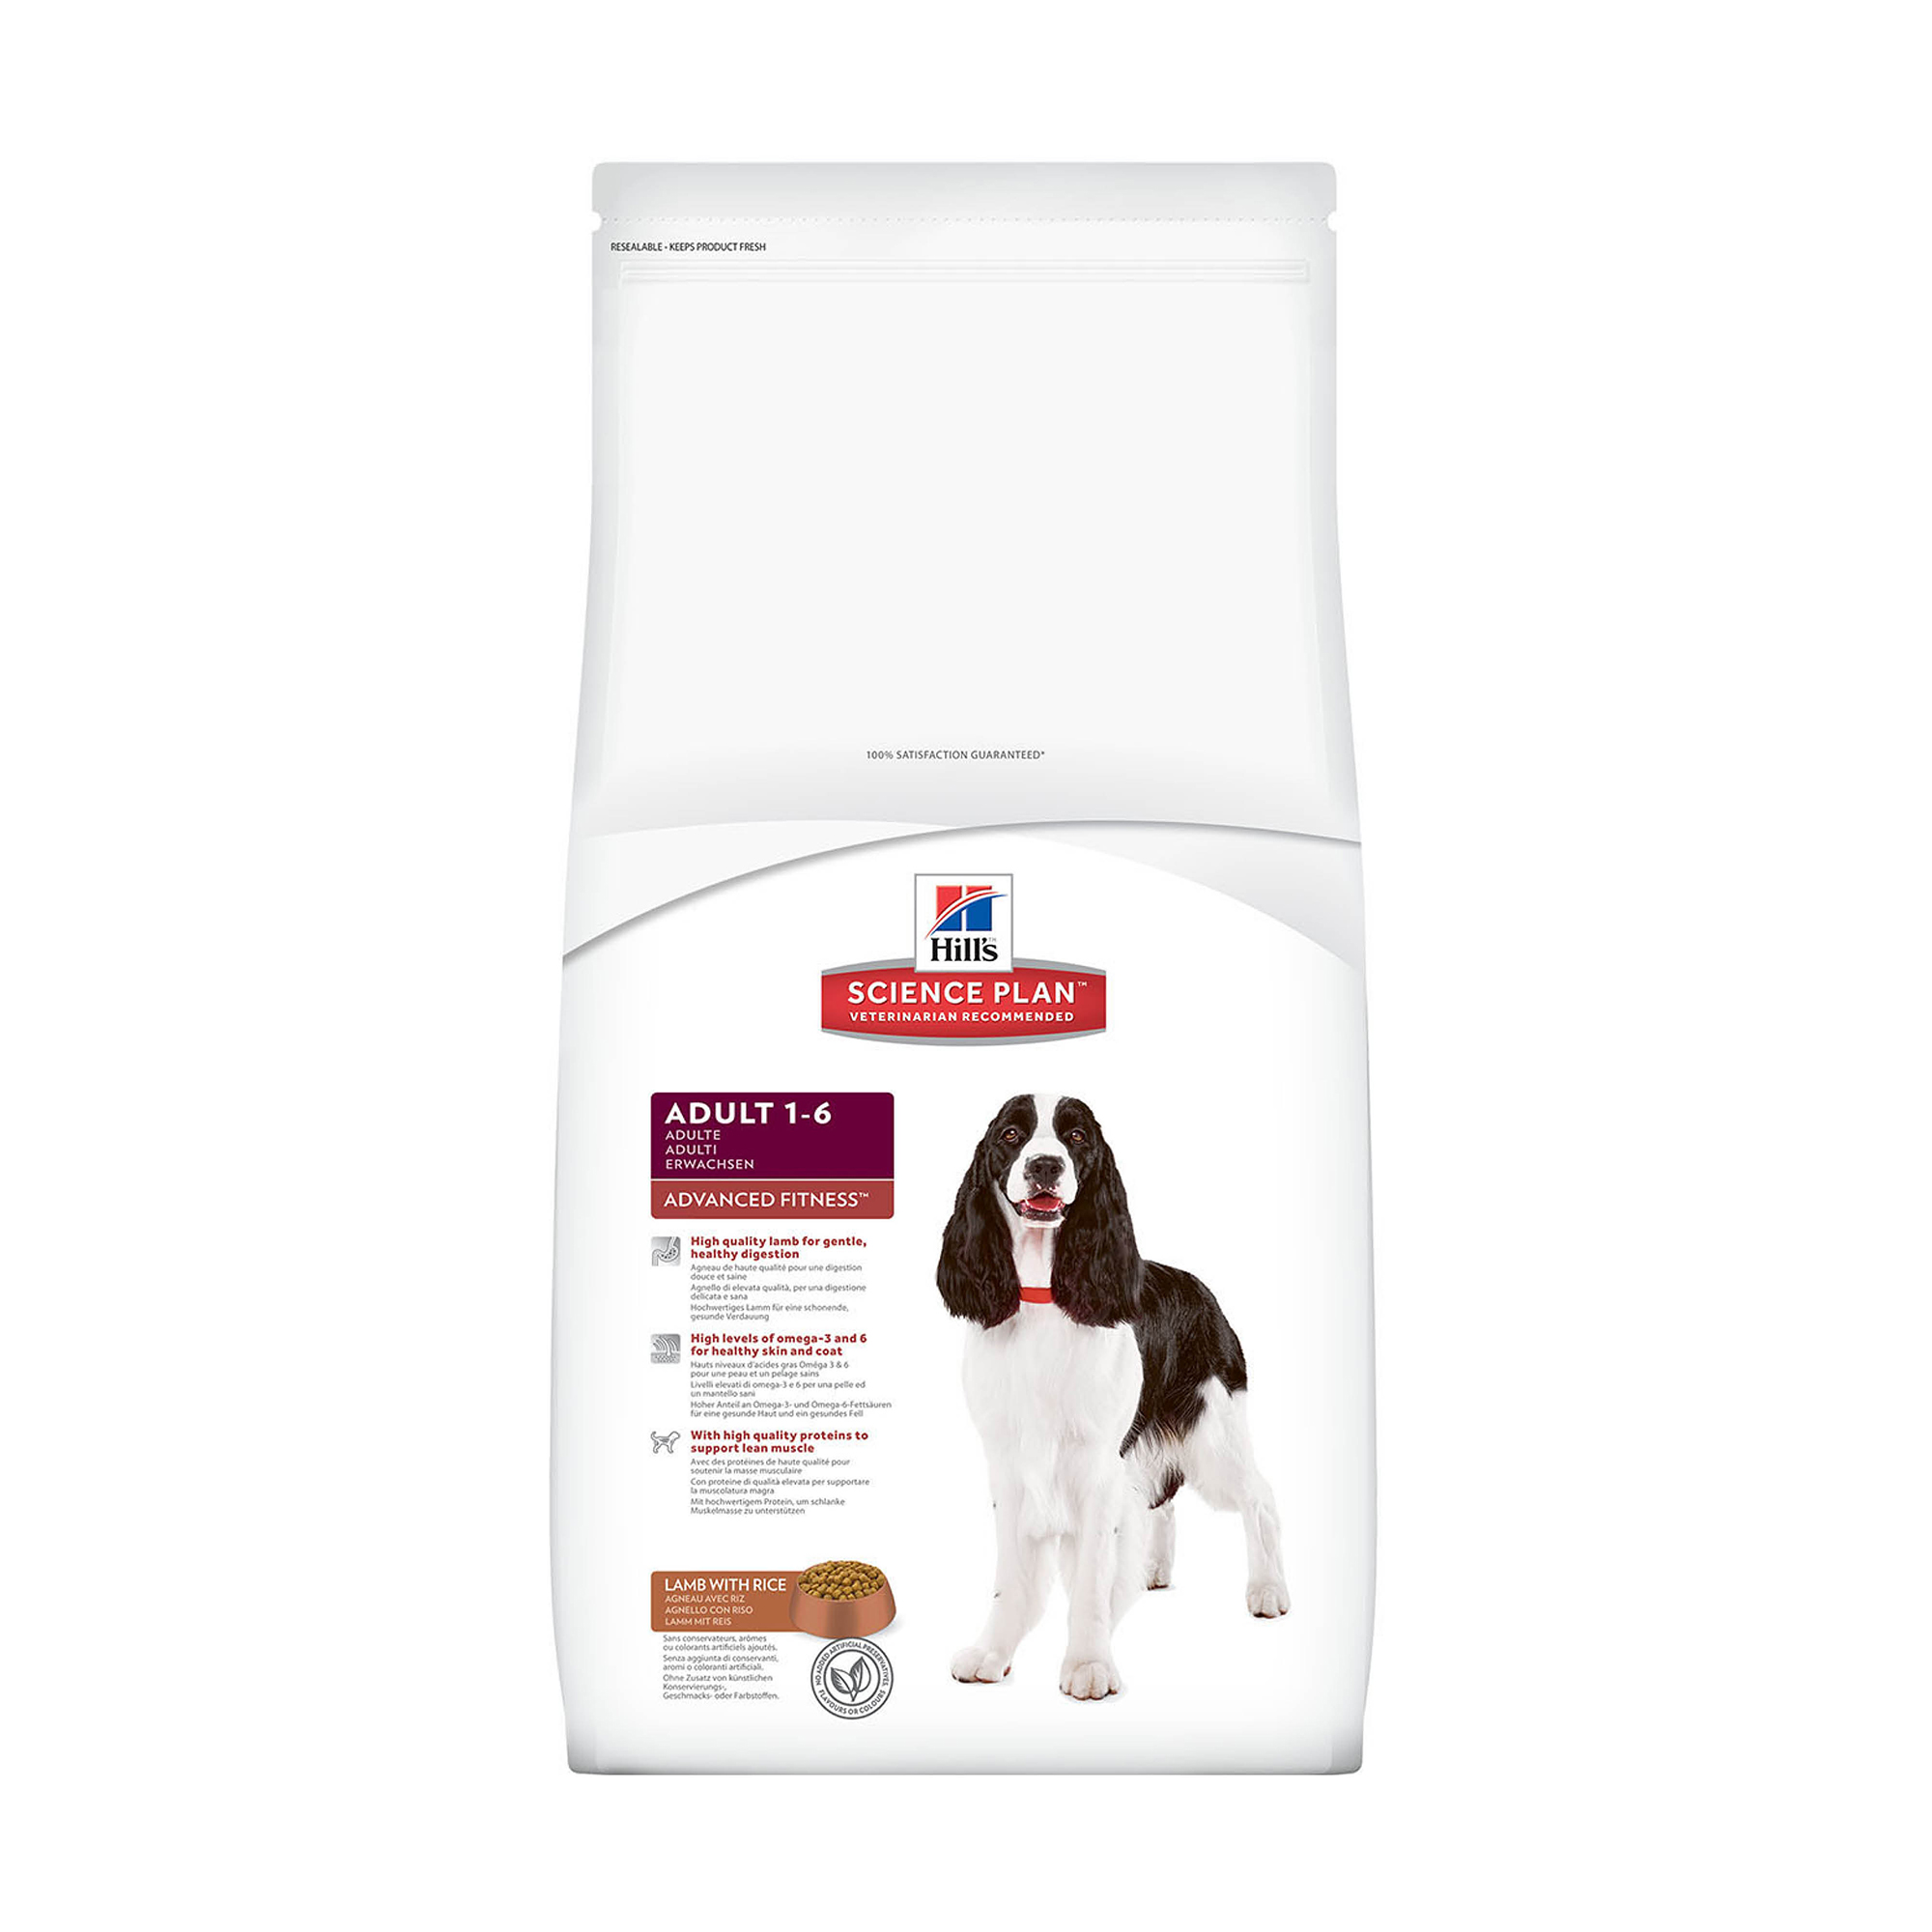 RESEALABLE - KEEPS PRODUCT FRESH
100% SATISFACTION GUARANTEED*
Hill's™
SCIENCE PLAN™
VETERINARIAN RECOMMENDED
ADULT 1-6
ADULTE
ADULTI
ERWACHSEN
ADVANCED FITNESS™
High quality lamb for gentle,
healthy digestion
Agneau de haute qualité pour une digestion
douce et saine
Agnello di elevata qualità, per una digestione
delicata e sana
Hochwertiges Lamm für eine schonende,
gesunde Verdauung
High levels of omega-3 and 6
for healthy skin and coat
Hauts niveaux d'acides gras Oméga 3 & 6
pour une peau et un pelage sains
Livelli elevati di omega-3 e 6 per una pelle ed
un mantello sani
Hoher Anteil an Omega-3- und Omega-6-Fettsäuren
für eine gesunde Haut und ein gesundes Fell
With high quality proteins to
support lean muscle
Avec des protéines de haute qualité pour
soutenir la masse musculaire
Con proteine di qualità elevata per supportare
la muscolatura magra
Mit hochwertigem Protein, um schlanke
Muskelmasse zu unterstützen
LAMB WITH RICE
AGNEAU AVEC RIZ
AGNELLO CON RISO
LAMM MIT REIS
Sans conservateurs, arômes
ou colorants artificiels ajoutés.
Senza aggiunta di conservanti,
aromi o coloranti artificiali.
Ohne Zusatz von künstlichen
Konservierungs-,
Geschmacks- oder Farbstoffen.
NO ADDED ARTIFICIAL PRESERVATIVES,
FLAVOURS OR COLOURS